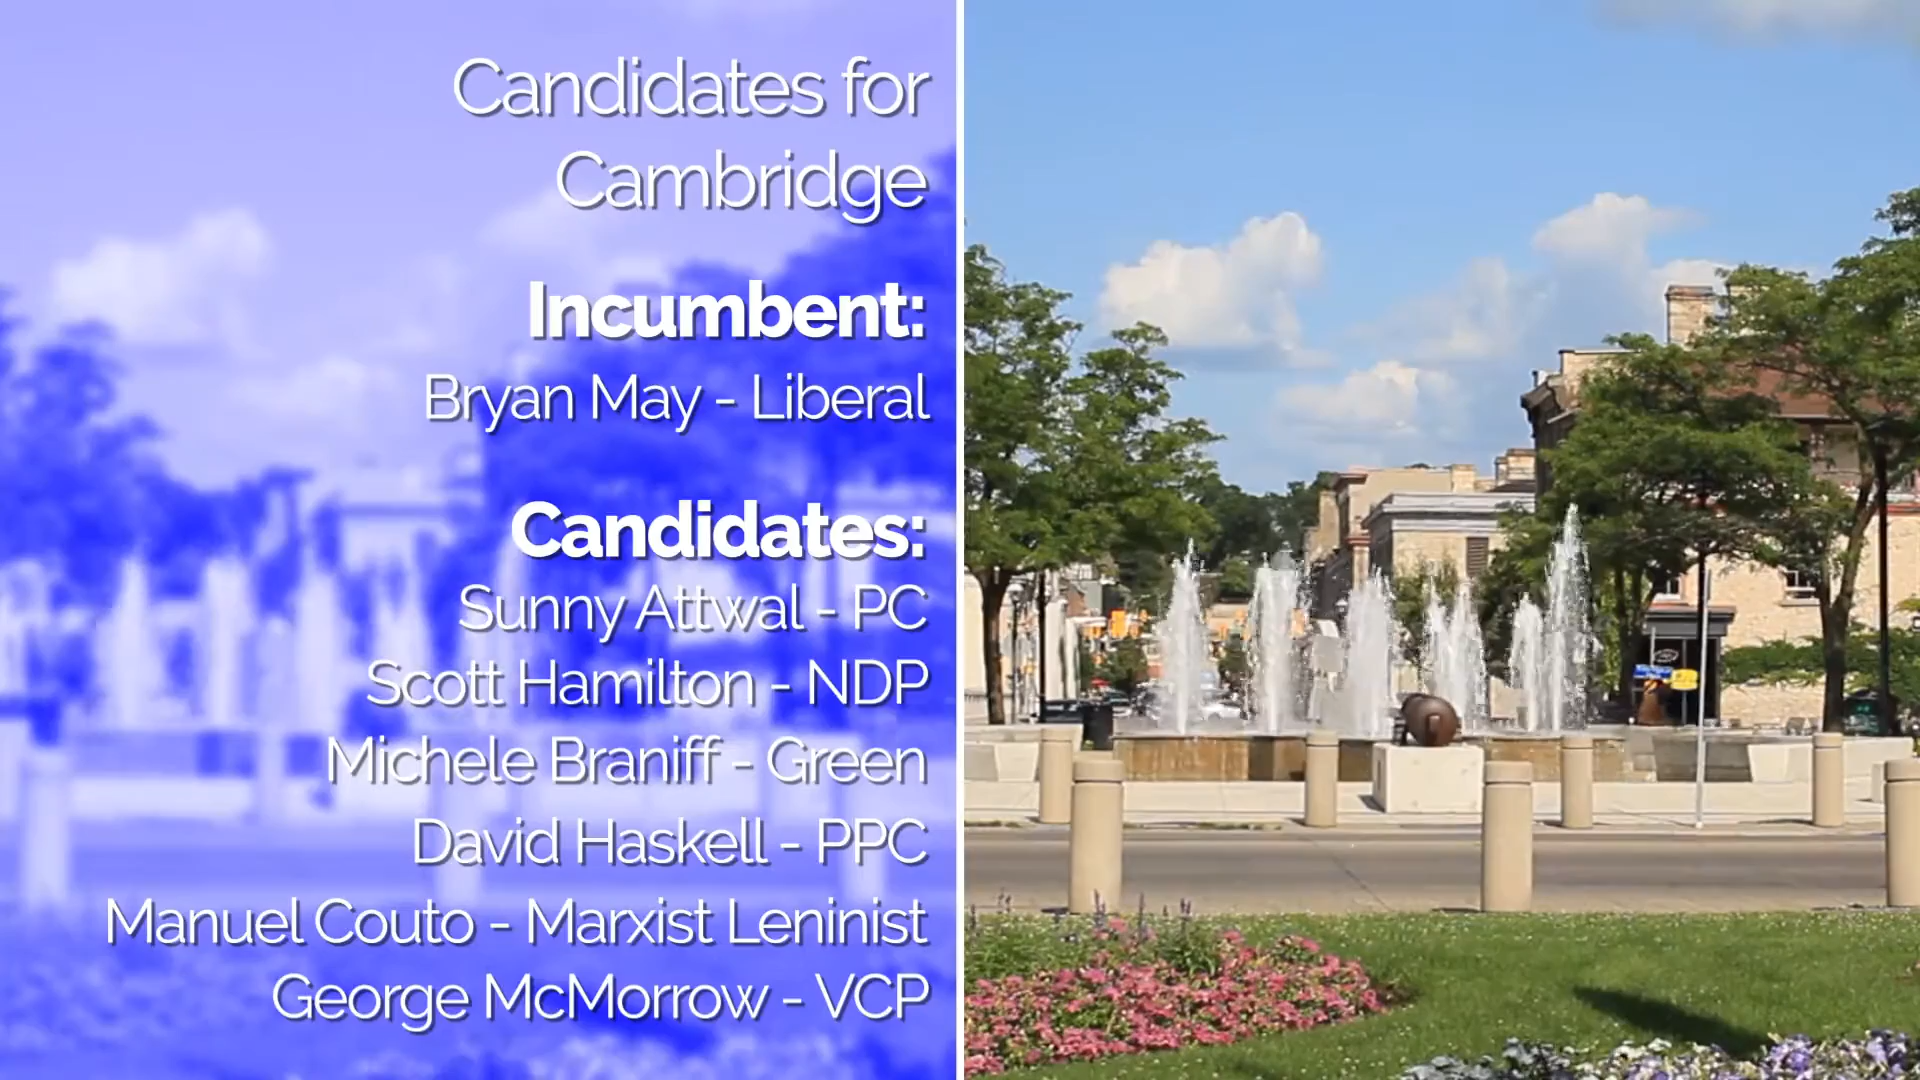 Candidates for
Cambridge
Incumbent:
Bryan May - Liberal
Candidates:
Sunny Attwal - PC
Scott Hamilton - NDP
Michele Braniff - Green
David Haskell - PPC
Manuel Couto - Marxist Leninist
George McMorrow - VCP